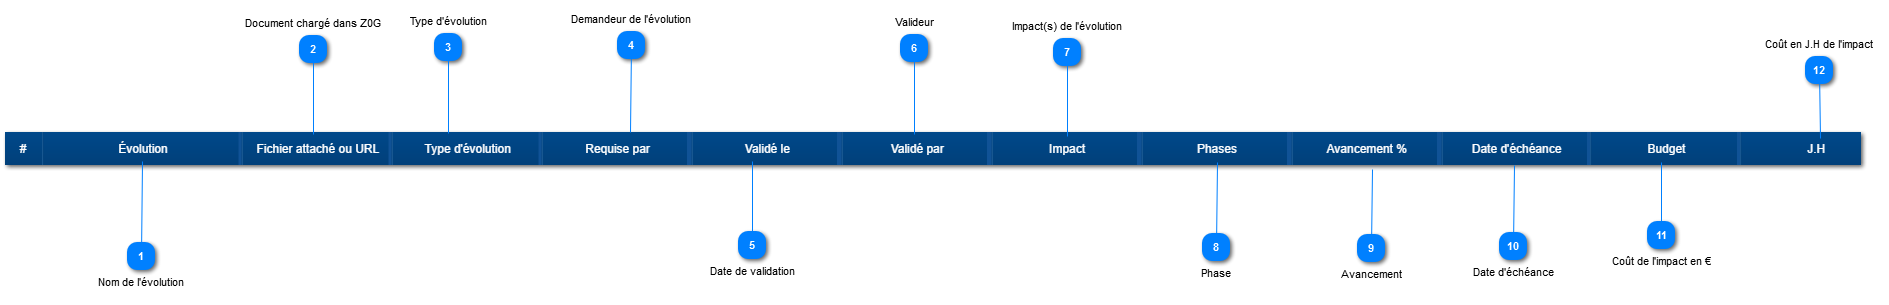 Document chargé dans Z0G
2
Type d'évolution
3
Demandeur de l'évolution
4
Valideur
6
Impact(s) de l'évolution
7
Coût en J.H de l'impact
12
# Évolution Fichier attaché ou URL Type d'évolution Requise par Validé le Validé par Impact Phases Avancement % Date d'échéance Budget J.H
1
Nom de l'évolution
5
Date de validation
8
Phase
9
Avancement
10
Date d'échéance
11
Coût de l'impact en €